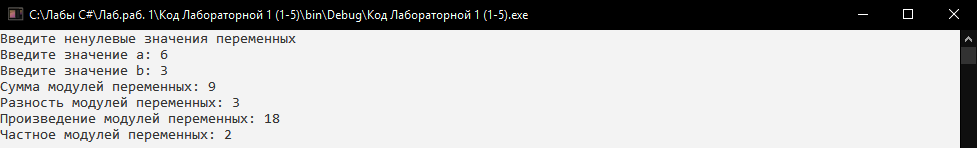 C:\Лабы C#\Лаб.раб. 1\Код Лабораторной 1 (1-5)\bin\Debug\Код Лабораторной 1 (1-5).exe
Введите ненулевые значения переменных
Введите значение a: 6
Введите значение b: 3
Сумма модулей переменных: 9
Разность модулей переменных: 3
Произведение модулей переменных: 18
Частное модулей переменных: 2